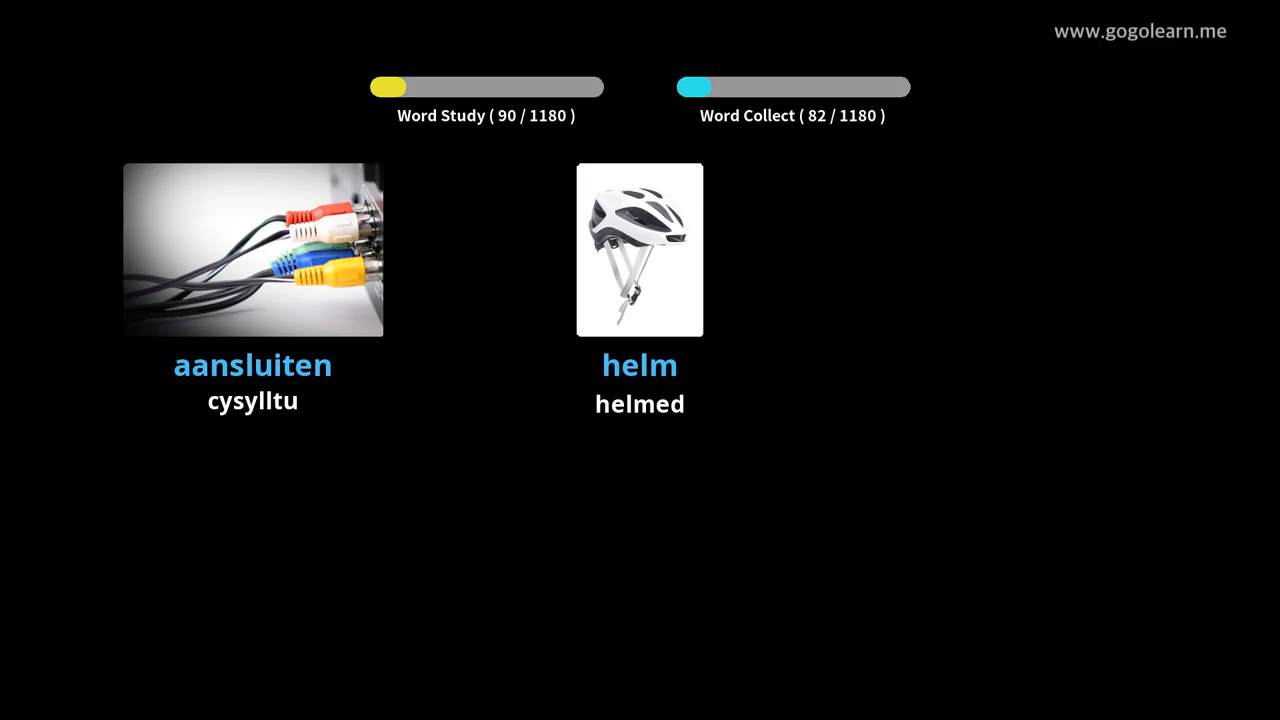 www.gogolearn.me
Word Study ( 90 / 1180 )
Word Collect ( 82 / 1180 )
aansluiten
cysylltu
helm
helmed